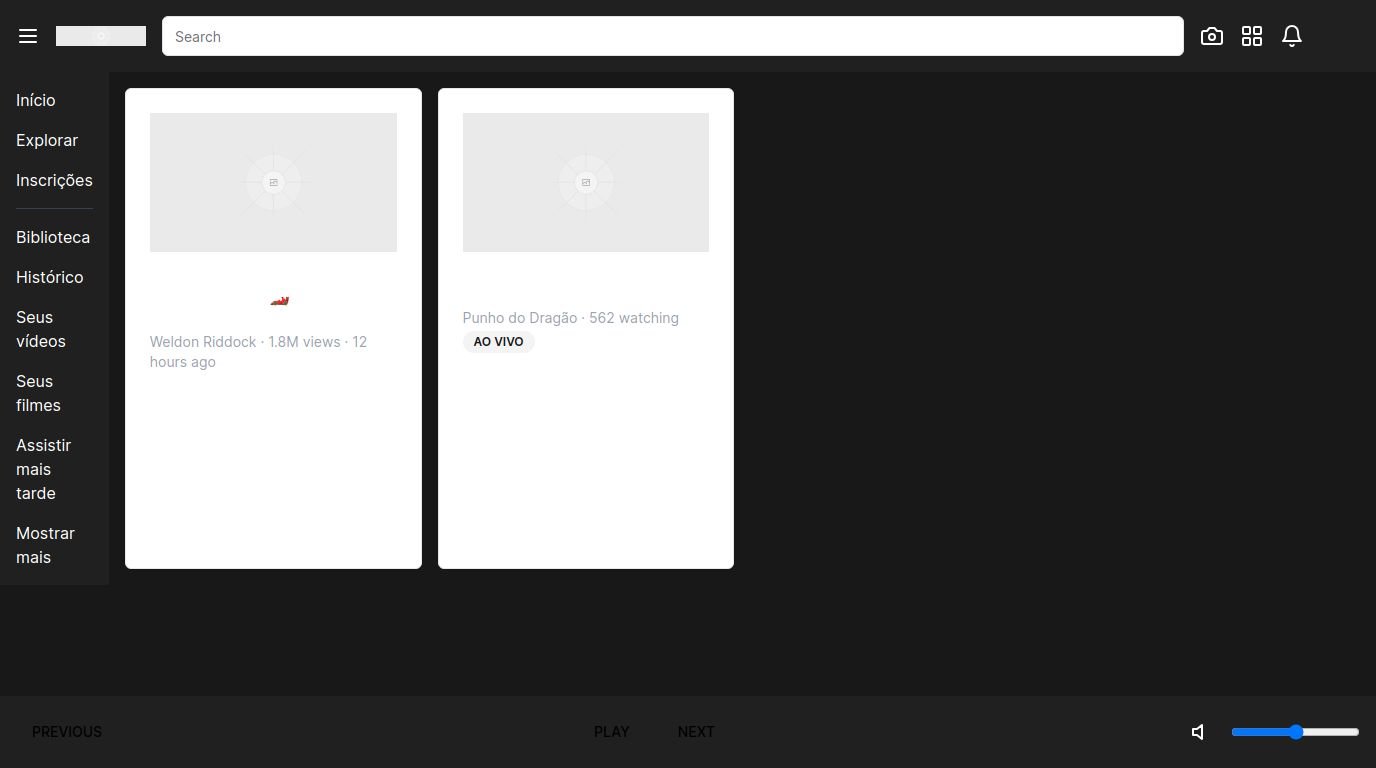 Search
Início
Explorar
Inscrições
Biblioteca
Histórico
Seus
vídeos
Seus
filmes
Assistir
mais
tarde
Mostrar
mais
🏎️
Weldon Riddock · 1.8M views · 12
hours ago
Punho do Dragão · 562 watching
AO VIVO
PREVIOUS
PLAY
NEXT